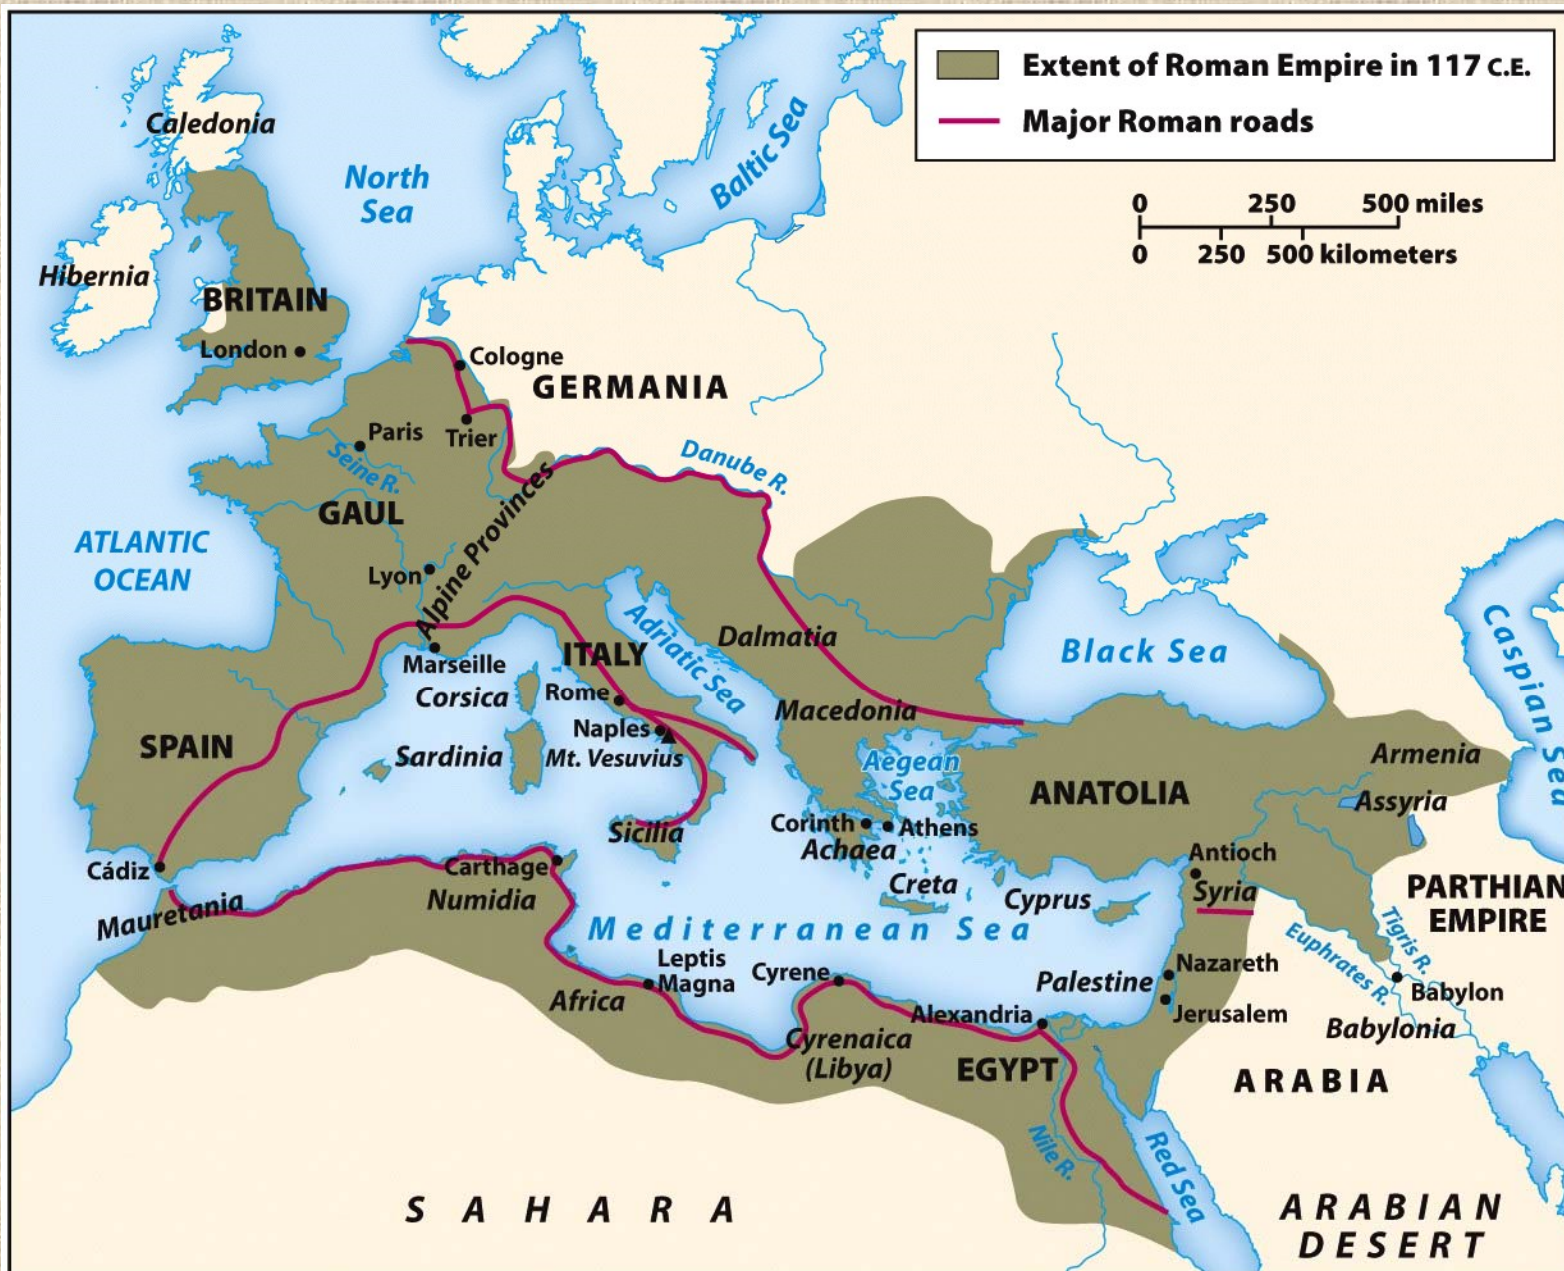 Extent of Roman Empire in 117 C.E.
Major Roman roads
0 250 500 miles
0 250 500 kilometers
Caledonia
North
Sea
Baltic Sea
Hibernia
BRITAIN
London
Cologne
GERMANIA
Paris
Trier
Seine R.
Danube R.
GAUL
Alpine Provinces
ATLANTIC
OCEAN
Lyon
Adriatic Sea
Dalmatia
Black Sea
Caspian Sea
ITALY
Marseille
Corsica
Rome
Macedonia
SPAIN
Naples
Sardinia
Mt. Vesuvius
Aegean
Sea
ANATOLIA
Armenia
Assyria
Sicilia
Corinth
Athens
Achaea
Antioch
Cádiz
Carthage
Numidia
Creta
Cyprus
Syria
PARTHIAN
EMPIRE
Mauretania
Mediterranean Sea
Tigris R.
Euphrates R.
Leptis
Magna
Cyrene
Palestine
Nazareth
Babylon
Africa
Alexandria
Jerusalem
Babylonia
Cyrenaica
(Libya)
EGYPT
ARABIA
Nile R.
Red Sea
SAHARA
ARABIAN
DESERT